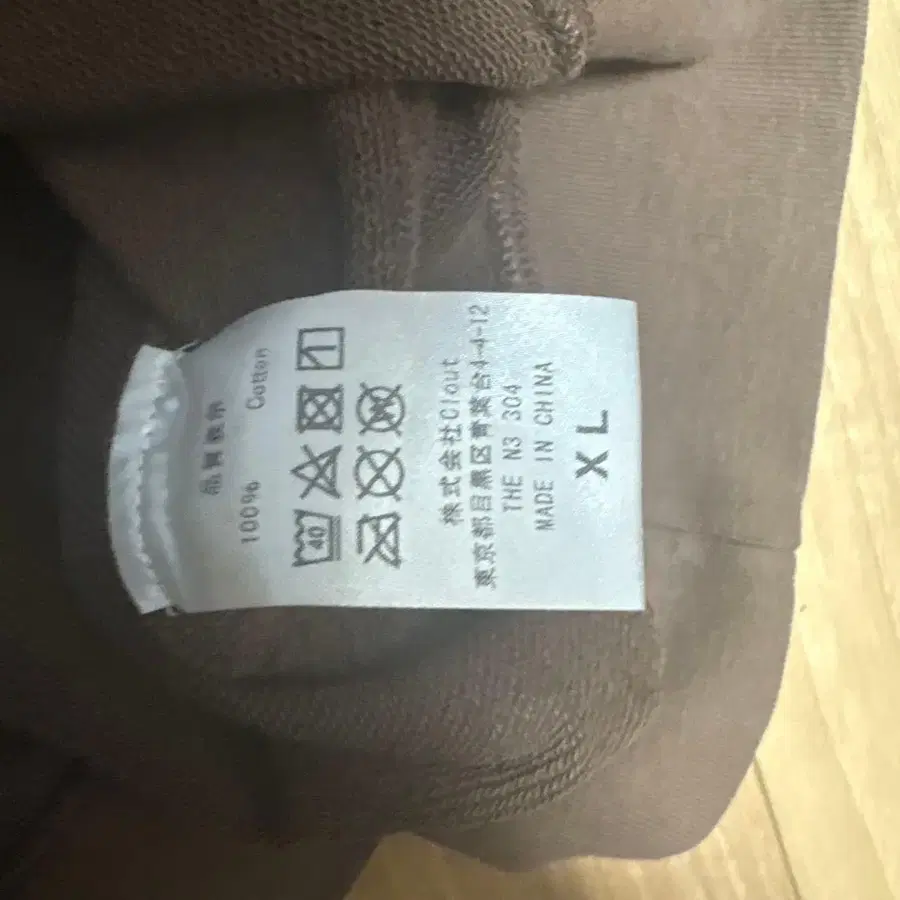 品質表示
100% Cotton
40
W
株式会社Clout
東京都目黒区青葉台4-4-12
THE N3 304
MADE IN CHINA
XL